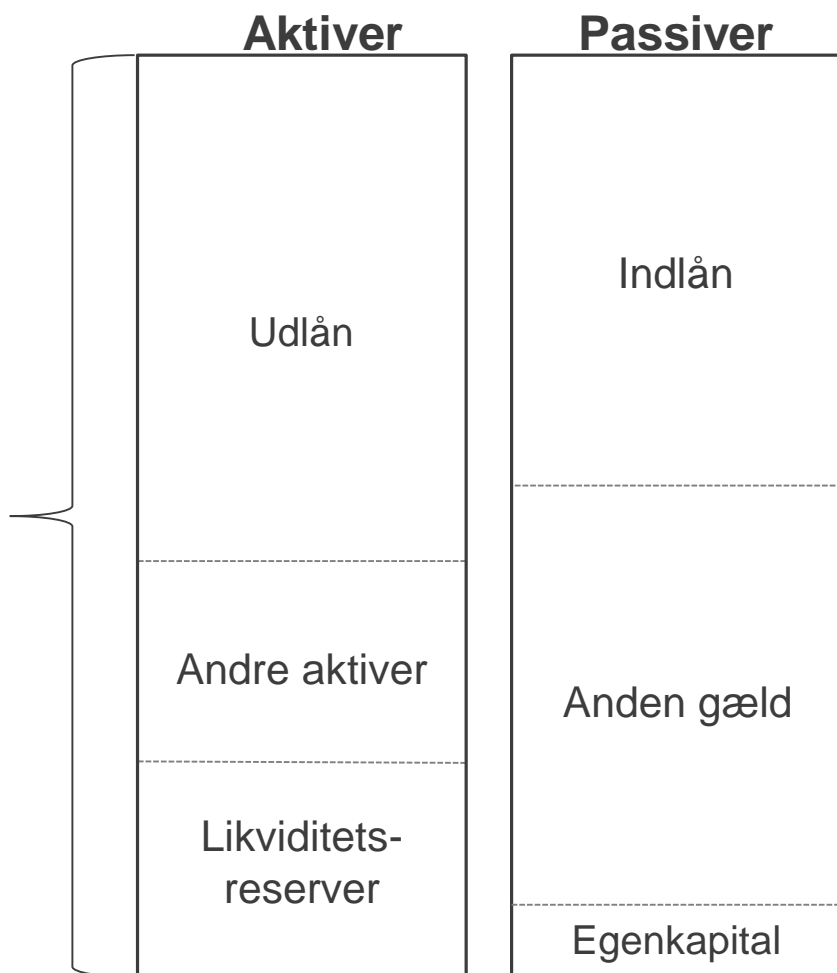 Aktiver
Udlån
Andre aktiver
Likviditets-
reserver
Passiver
Indlån
Anden gæld
Egenkapital